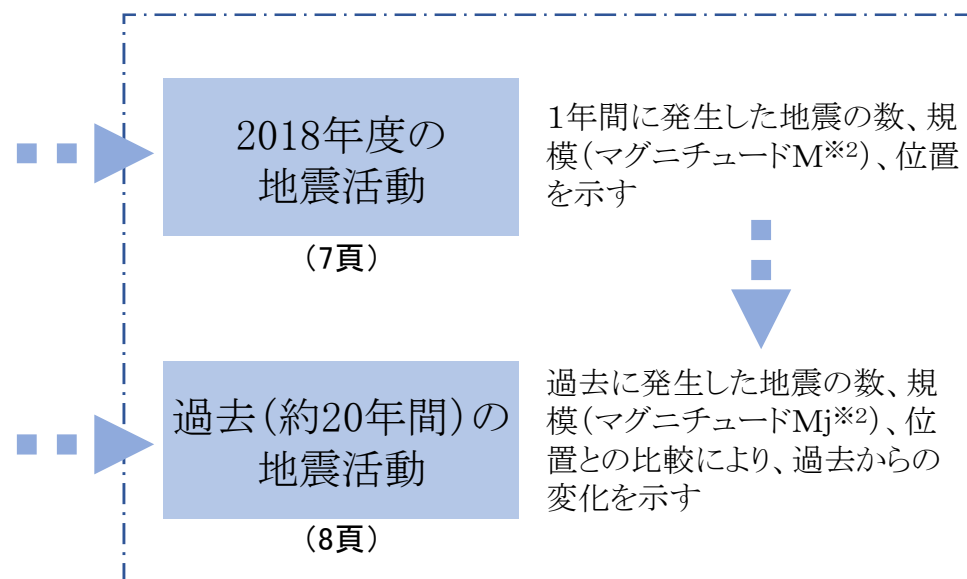 2018年度の
地震活動
(7頁)
1年間に発生した地震の数、規
模(マグニチュードM※2)、位置
を示す
過去(約20年間)の
地震活動
(8頁)
過去に発生した地震の数、規
模(マグニチュードMj※2)、位
置との比較により、過去からの
変化を示す